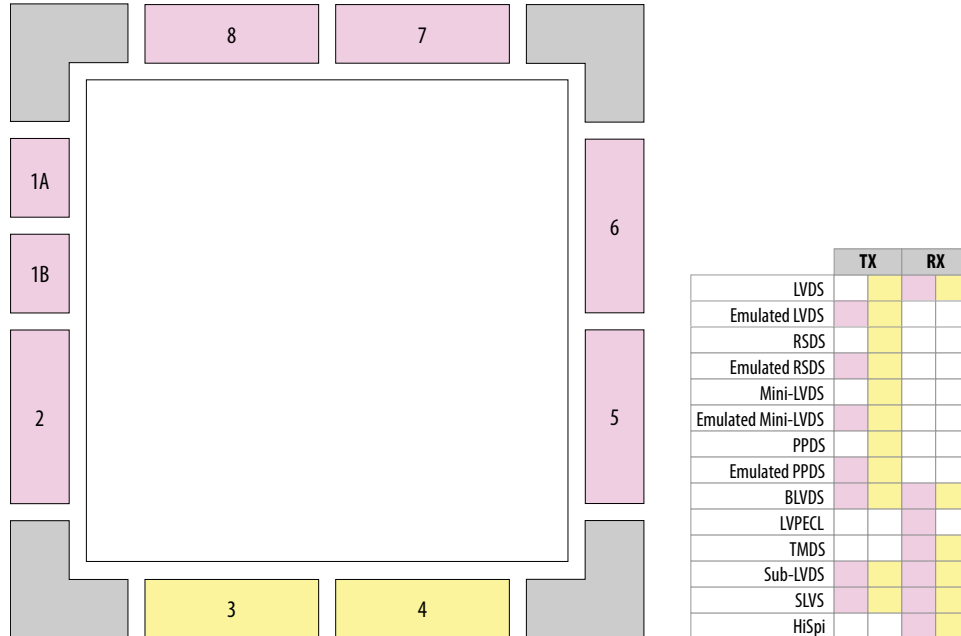 8 7
1A
6
1B
2
5
3 4
TX RX
LVDS
Emulated LVDS
RSDS
Emulated RSDS
Mini-LVDS
Emulated Mini-LVDS
PPDS
Emulated PPDS
BLVDS
LVPECL
TMDS
Sub-LVDS
SLVS
HiSpi